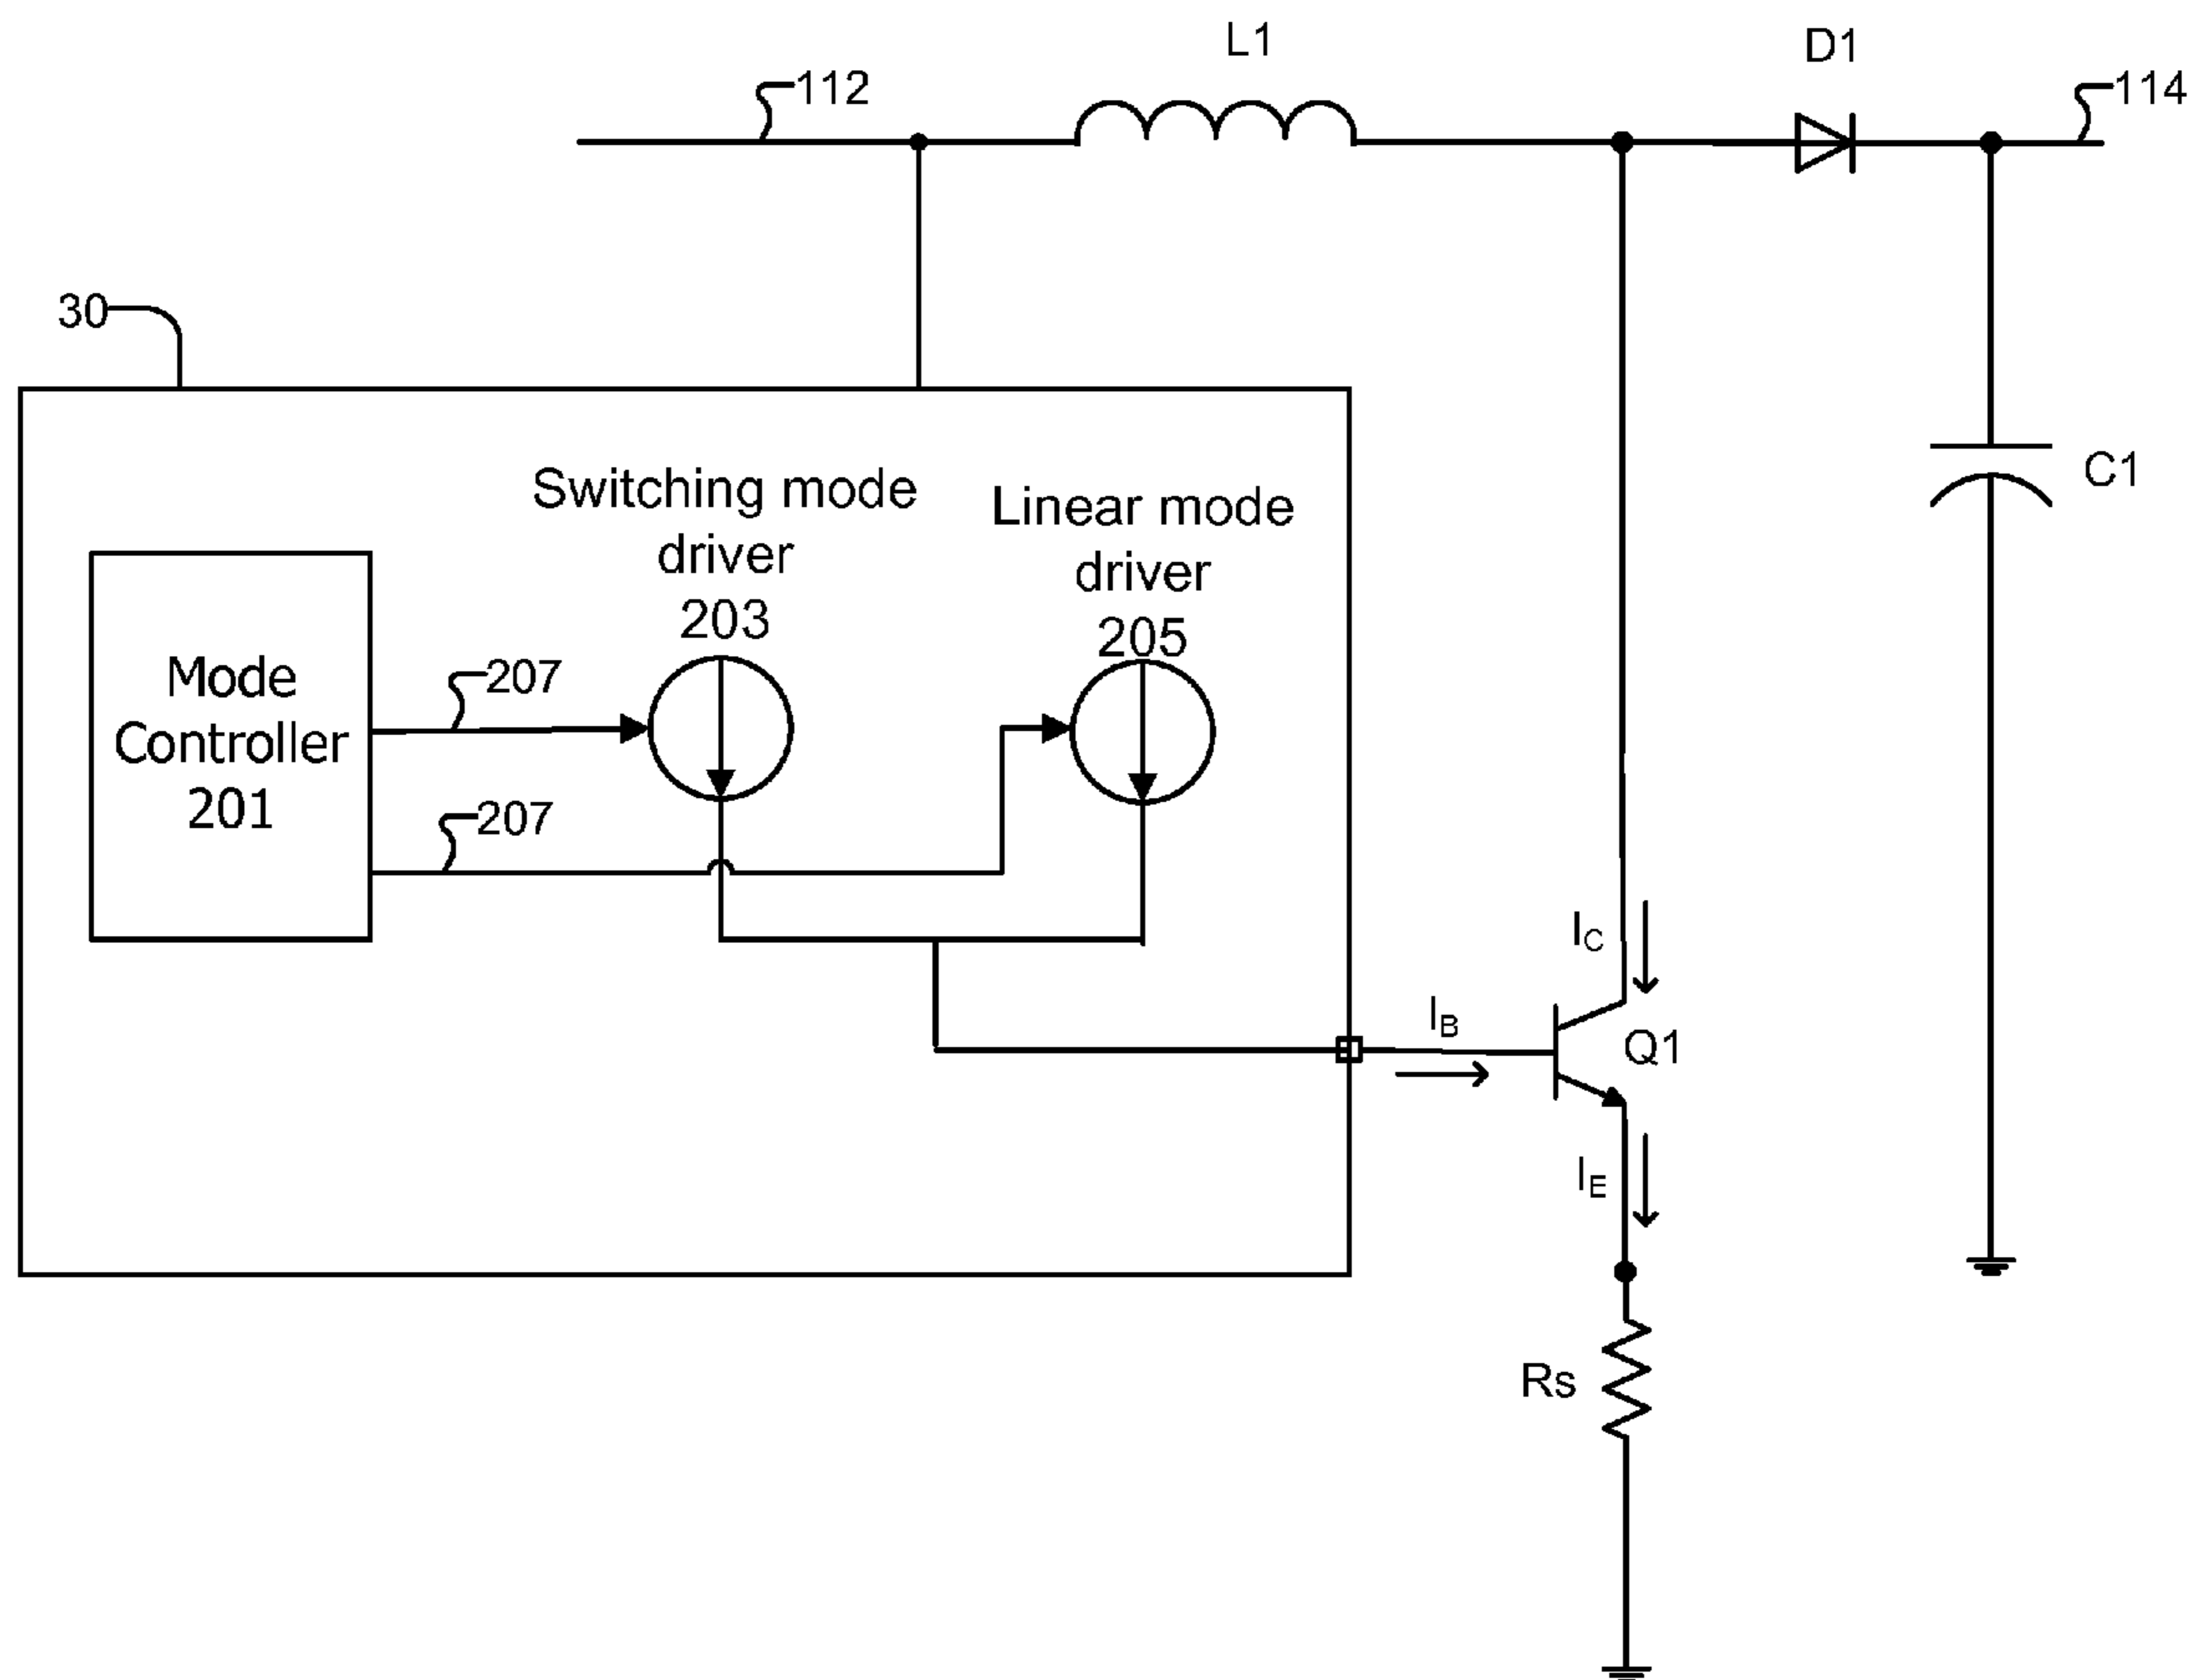 L1
D1
112
114
30
C1
Switching mode
driver
203
Linear mode
driver
205
Mode
Controller
201
207
207
IC
IB
Q1
IE
Rs